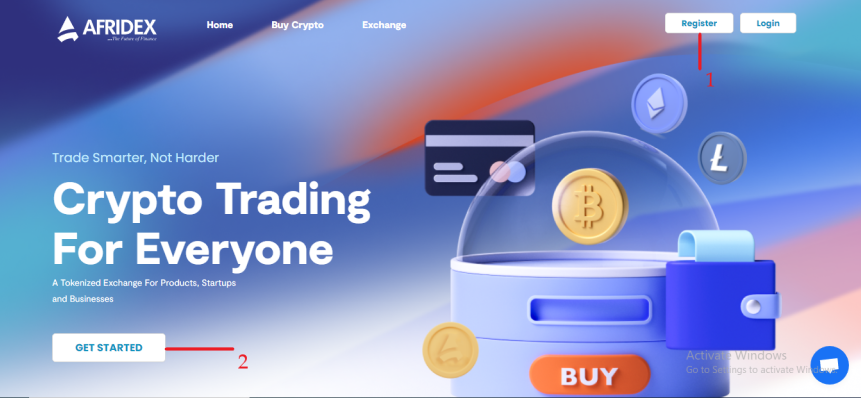 AFRIDEX
...The Future of Finance
Home
Buy Crypto
Exchange
Register
Login
1
Trade Smarter, Not Harder
Crypto Trading
For Everyone
A Tokenized Exchange For Products, Startups
and Businesses
GET STARTED
2
BUY
Activate Windows
Go to Settings to activate Windows.